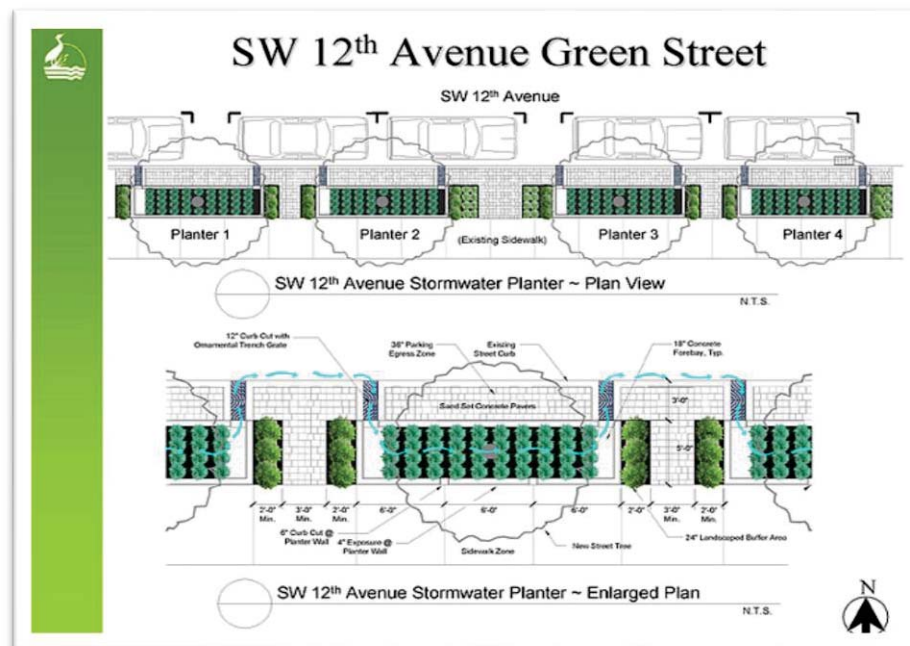 SW 12th Avenue Green Street
SW 12th Avenue
Planter 1
Planter 2
(Existing Sidewalk)
Planter 3
Planter 4
SW 12th Avenue Stormwater Planter ~ Plan View
N.T.S.
12" Curb Cut with
Ornamental Trench Grate
36" Parking
Egress Zone
Existing
Street Curb
18" Concrete
Forebay, Typ.
Sand Set Concrete Pavers
3'-0"
5'-0"
2'-0"
Min.
3'-0"
Min.
2'-0"
Min.
6'-0"
6'-0"
6'-0"
2'-0"
3'-0"
Min.
2'-0"
Min.
6" Curb Cut @
Planter Wall
4" Exposure @
Planter Wall
Sidewalk Zone
New Street Tree
24" Landscaped Buffer Area
SW 12th Avenue Stormwater Planter ~ Enlarged Plan
N.T.S.
N